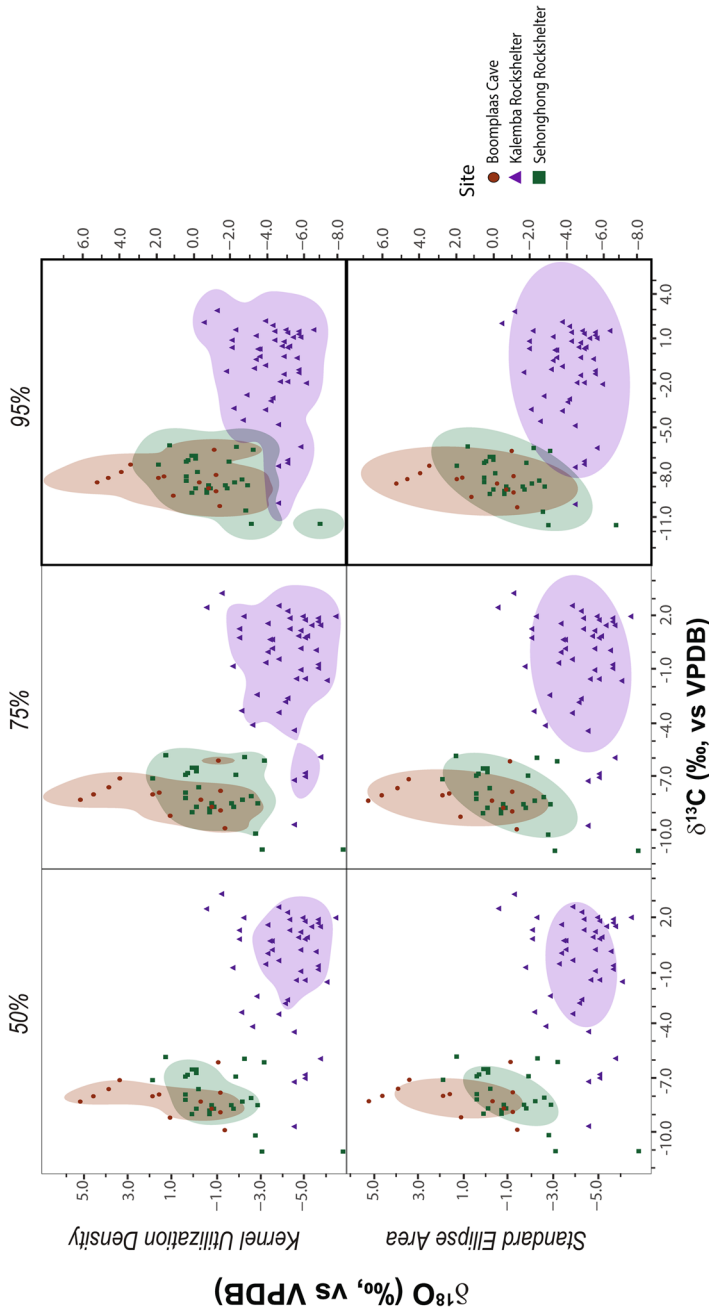 50%
75%
95%
Kernel Utilization Density
5.0
3.0
1.0
−1.0
−3.0
−5.0
6.0
4.0
2.0
0.0
−2.0
−4.0
−6.0
−8.0
Standard Ellipse Area
5.0
3.0
1.0
−1.0
−3.0
−5.0
6.0
4.0
2.0
0.0
−2.0
−4.0
−6.0
−8.0
δ¹⁸O (‰, vs VPDB)
-10.0 -7.0 -4.0 -1.0 2.0
-10.0 -7.0 -4.0 -1.0 2.0
-11.0 -8.0 -5.0 -2.0 1.0 4.0
δ¹³C (‰, vs VPDB)
Site
Boomplaas Cave
Kalemba Rockshelter
Sehonghong Rockshelter